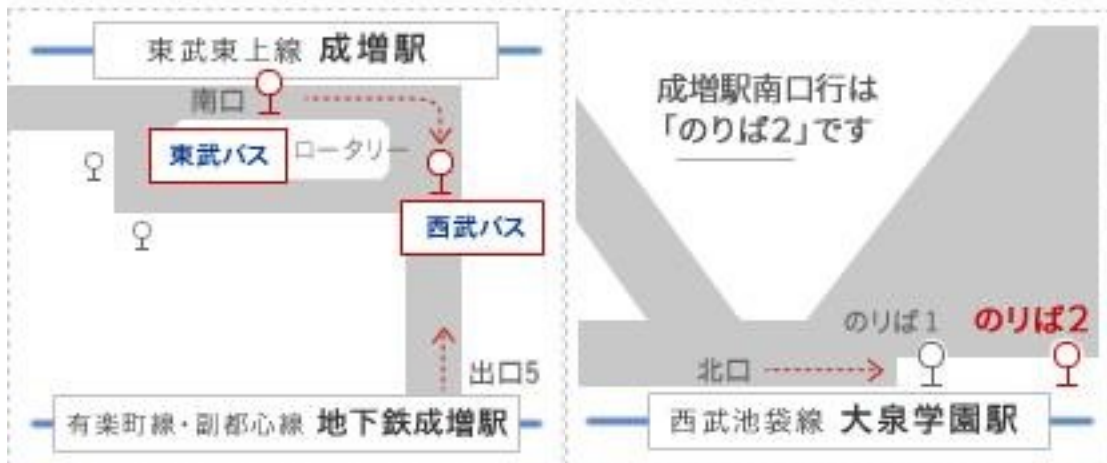 東武東上線 成増駅
南口
東武バス
ロータリー
西武バス
出口5
有楽町線・副都心線 地下鉄成増駅
成増駅南口行は
「のりば2」です
のりば1
のりば2
北口
西武池袋線 大泉学園駅